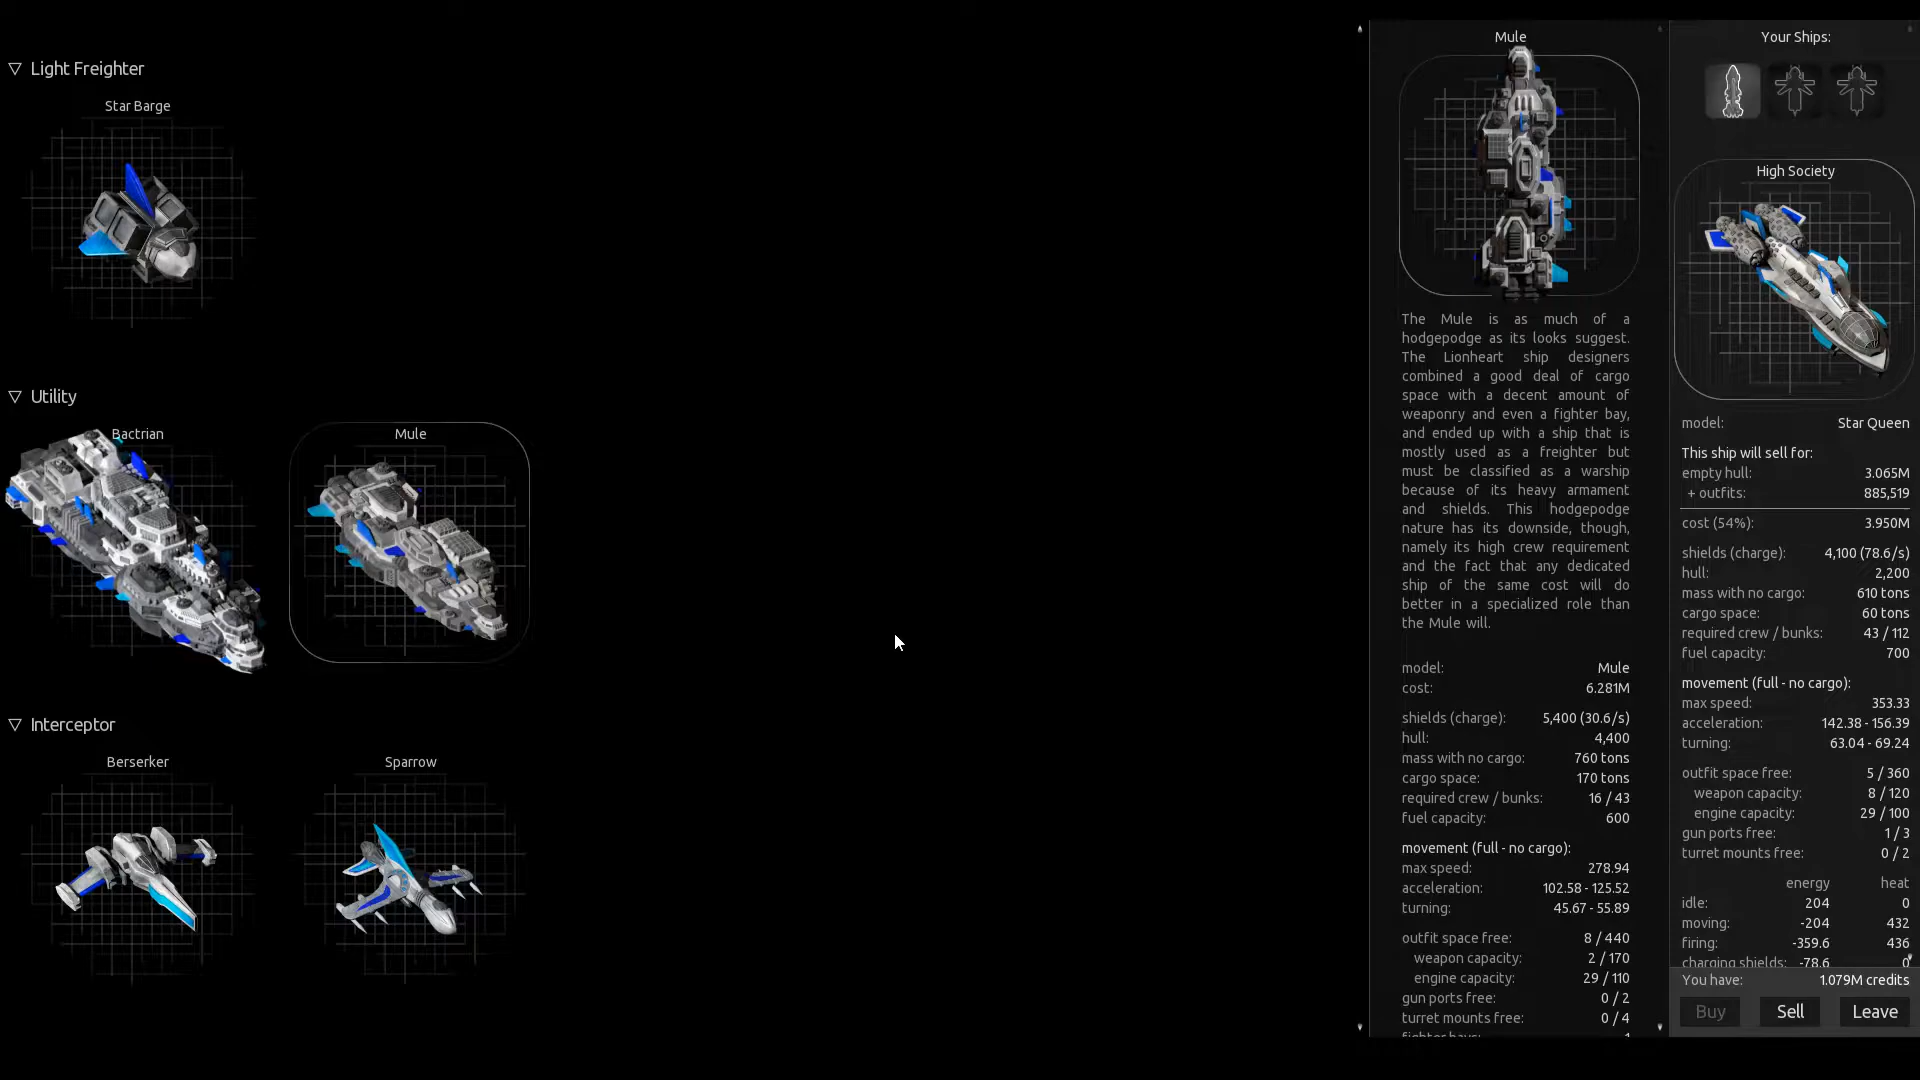 Light Freighter
Star Barge
Utility
Bactrian
Mule
Interceptor
Berserker
Sparrow
Mule
The Mule is as much of a
hodgepodge as its looks suggest.
The Lionheart ship designers
combined a good deal of cargo
space with a decent amount of
weaponry and even a fighter bay,
and ended up with a ship that is
mostly used as a freighter but
must be classified as a warship
because of its heavy armament
and shields. This hodgepodge
nature has its downside, though,
namely its high crew requirement
and the fact that any dedicated
ship of the same cost will do
better in a specialized role than
the Mule will.
model: Mule
cost: 6.281M
shields (charge): 5,400 (30.6/s)
hull: 4,400
mass with no cargo: 760 tons
cargo space: 170 tons
required crew / bunks: 16 / 43
fuel capacity: 600
movement (full - no cargo):
max speed: 278.94
acceleration: 102.58 - 125.52
turning: 45.67 - 55.89
outfit space free: 8 / 440
weapon capacity: 2 / 170
engine capacity: 29 / 110
gun ports free: 0 / 2
turret mounts free: 0 / 4
fighter bays: 1
Your Ships:
High Society
model: Star Queen
This ship will sell for:
empty hull: 3.065M
+ outfits: 885,519
cost (54%): 3.950M
shields (charge): 4,100 (78.6/s)
hull: 2,200
mass with no cargo: 610 tons
cargo space: 60 tons
required crew / bunks: 43 / 112
fuel capacity: 700
movement (full - no cargo):
max speed: 353.33
acceleration: 142.38 - 156.39
turning: 63.04 - 69.24
outfit space free: 5 / 360
weapon capacity: 8 / 120
engine capacity: 29 / 100
gun ports free: 1 / 3
turret mounts free: 0 / 2
energy heat
idle: 204 0
moving: -204 432
firing: -359.6 436
charging shields: -78.6 0
You have: 1.079M credits
Buy Sell Leave